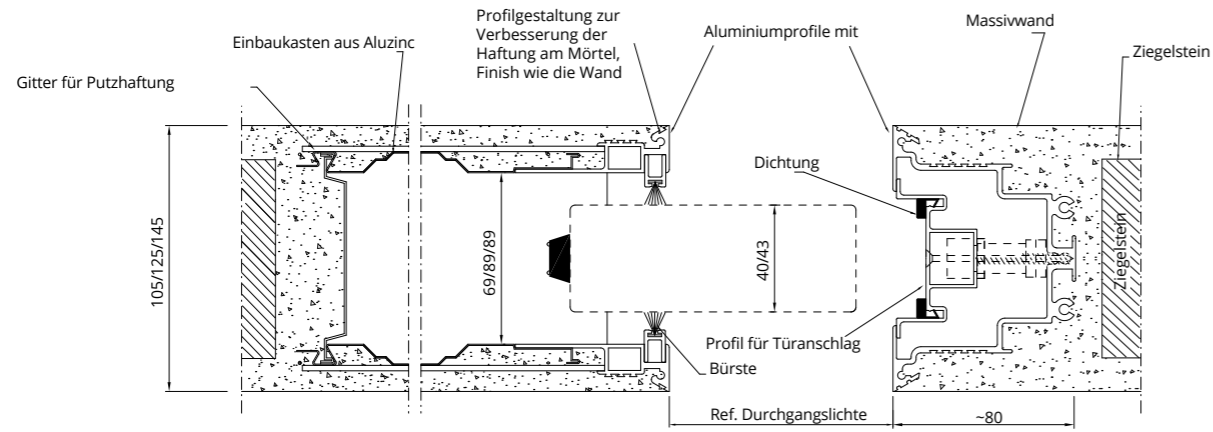 Profilgestaltung zur
Verbesserung der
Haftung am Mörtel,
Finish wie die Wand
Aluminiumprofile mit
Massivwand
Ziegelstein
Einbaukasten aus Aluzinc
Gitter für Putzhaftung
Dichtung
105/125/145
69/89/89
40/43
Ziegelstein
Profil für Türanschlag
Bürste
Ref. Durchgangslichte
~80